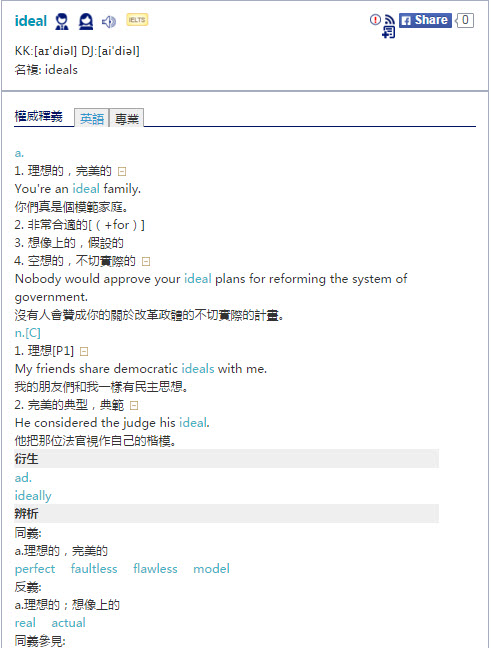 ideal IELTS Share 0
KK:[aɪˋdiəl] DJ:[aiˋdiəl]
名複: ideals
權威釋義 英語 專業
a.
1. 理想的，完美的
You're an ideal family.
你們真是個模範家庭。
2. 非常合適的[（+for）]
3. 想像上的，假設的
4. 空想的，不切實際的
Nobody would approve your ideal plans for reforming the system of
government.
沒有人會贊成你的關於改革政體的不切實際的計畫。
n.[C]
1. 理想[P1]
My friends share democratic ideals with me.
我的朋友們和我一樣有民主思想。
2. 完美的典型，典範
He considered the judge his ideal.
他把那位法官視作自己的楷模。
衍生
ad.
ideally
辨析
同義:
a.理想的，完美的
perfect faultless flawless model
反義:
a.理想的；想像上的
real actual
同義參見: